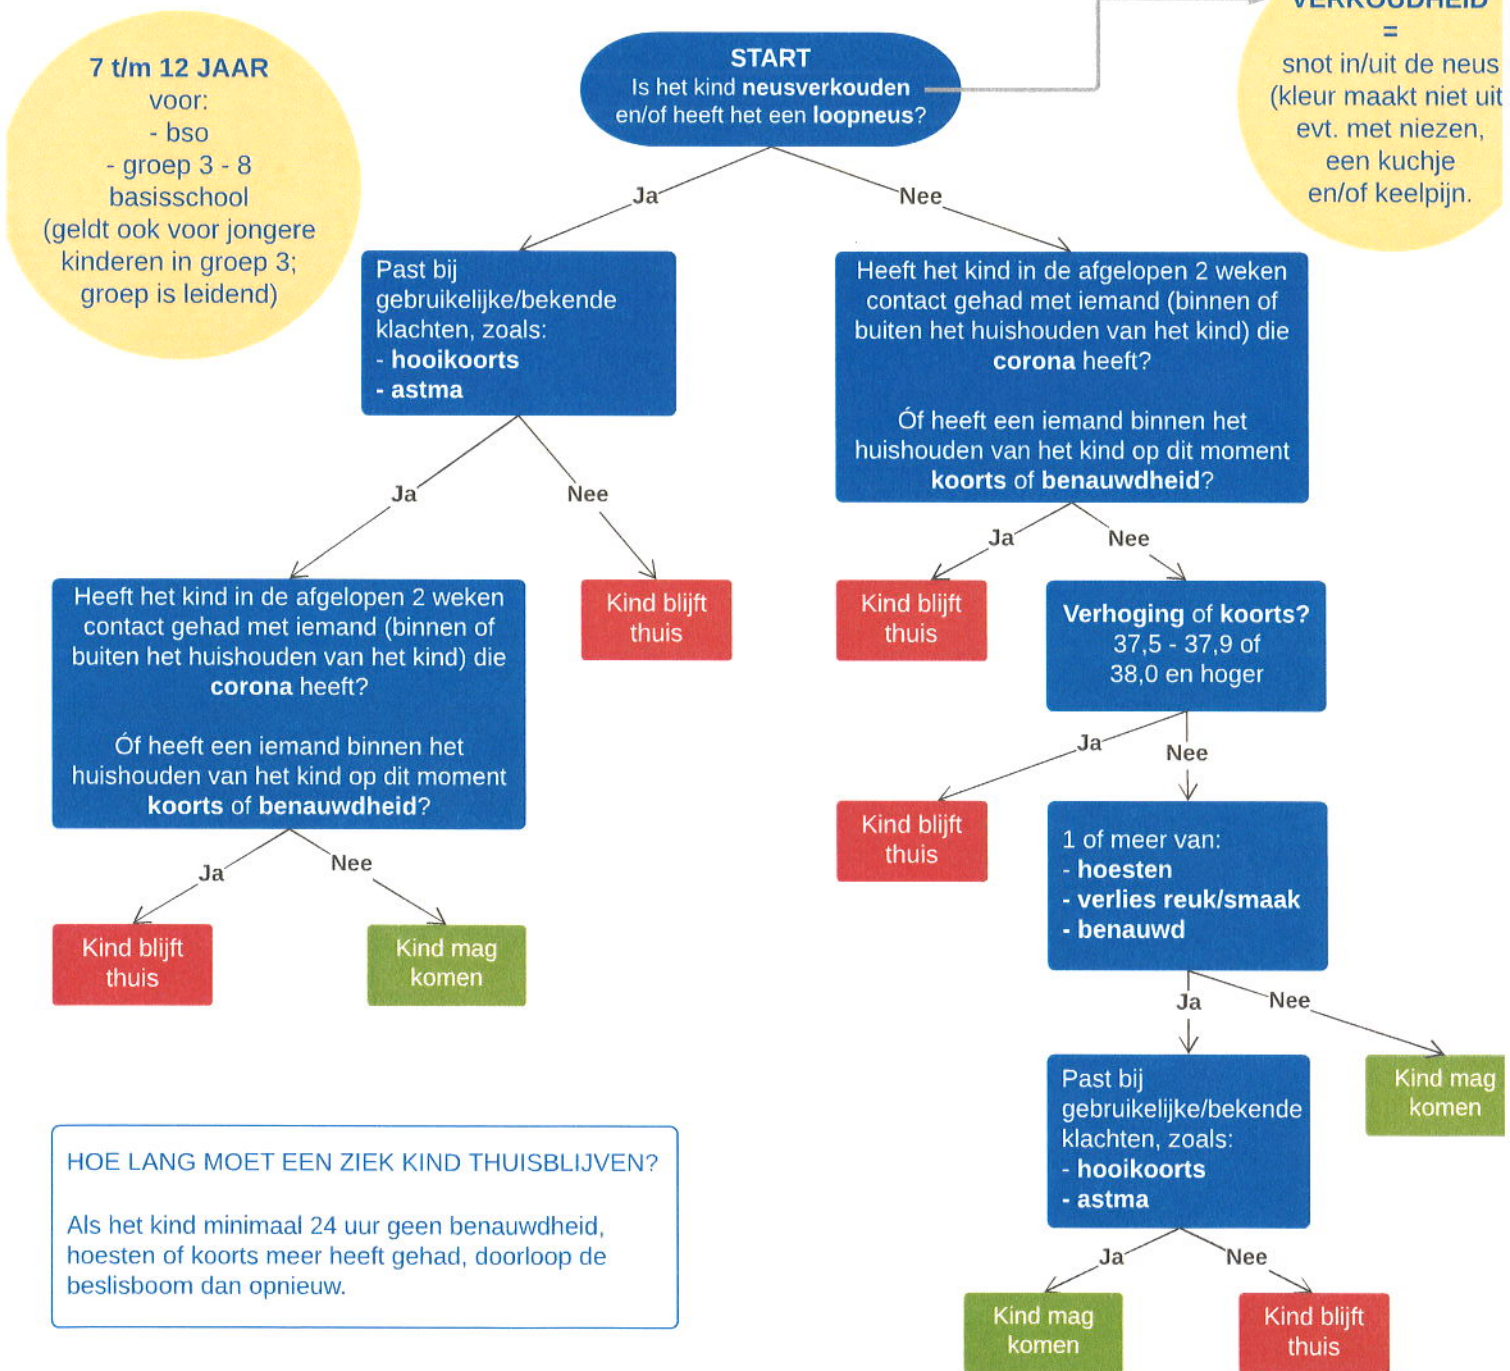 VERKOUDHEID
=
snot in/uit de neus
(kleur maakt niet uit
evt. met niezen,
een kuchje
en/of keelpijn.
7 t/m 12 JAAR
voor:
- bso
- groep 3 - 8
basisschool
(geldt ook voor jongere
kinderen in groep 3;
groep is leidend)
START
Is het kind neusverkouden
en/of heeft het een loopneus?
Ja
Nee
Past bij
gebruikelijke/bekende
klachten, zoals:
- hooikoorts
- astma
Heeft het kind in de afgelopen 2 weken
contact gehad met iemand (binnen of
buiten het huishouden van het kind) die
corona heeft?
Óf heeft een iemand binnen het
huishouden van het kind op dit moment
koorts of benauwdheid?
Ja
Nee
Ja
Nee
Heeft het kind in de afgelopen 2 weken
contact gehad met iemand (binnen of
buiten het huishouden van het kind) die
corona heeft?
Óf heeft een iemand binnen het
huishouden van het kind op dit moment
koorts of benauwdheid?
Kind blijft
thuis
Kind blijft
thuis
Verhoging of koorts?
37,5 - 37,9 of
38,0 en hoger
Ja
Nee
Kind blijft
thuis
1 of meer van:
- hoesten
- verlies reuk/smaak
- benauwd
Ja
Nee
Kind blijft
thuis
Kind mag
komen
Ja
Nee
Past bij
gebruikelijke/bekende
klachten, zoals:
- hooikoorts
- astma
Kind mag
komen
HOE LANG MOET EEN ZIEK KIND THUISBLIJVEN?
Als het kind minimaal 24 uur geen benauwdheid,
hoesten of koorts meer heeft gehad, doorloop de
beslisboom dan opnieuw.
Ja
Nee
Kind mag
komen
Kind blijft
thuis